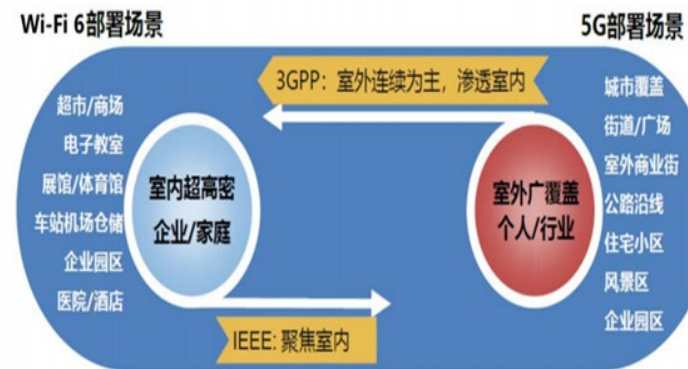 Wi-Fi 6部署场景
5G部署场景
3GPP：室外连续为主，渗透室内
超市/商场
电子教室
展馆/体育馆
车站机场仓储
企业园区
医院/酒店
室内超高密
企业/家庭
室外广覆盖
个人/行业
城市覆盖
街道/广场
室外商业街
公路沿线
住宅小区
风景区
企业园区
IEEE: 聚焦室内